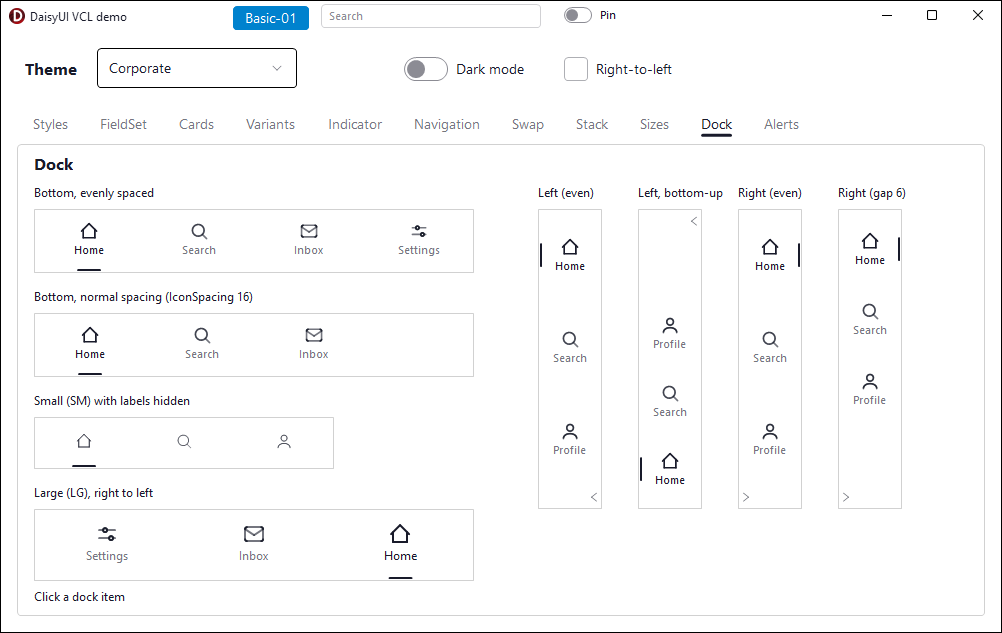 DaisyUI VCL demo
Basic-01
Search
Pin
Theme
Corporate
Dark mode
Right-to-left
Styles FieldSet Cards Variants Indicator Navigation Swap Stack Sizes Dock Alerts
Dock
Bottom, evenly spaced
Home Search Inbox Settings
Bottom, normal spacing (IconSpacing 16)
Home Search Inbox
Small (SM) with labels hidden
Large (LG), right to left
Settings Inbox Home
Click a dock item
Left (even)
Home
Search
Profile
Left, bottom-up
Profile
Search
Home
Right (even)
Home
Search
Profile
Right (gap 6)
Home
Search
Profile